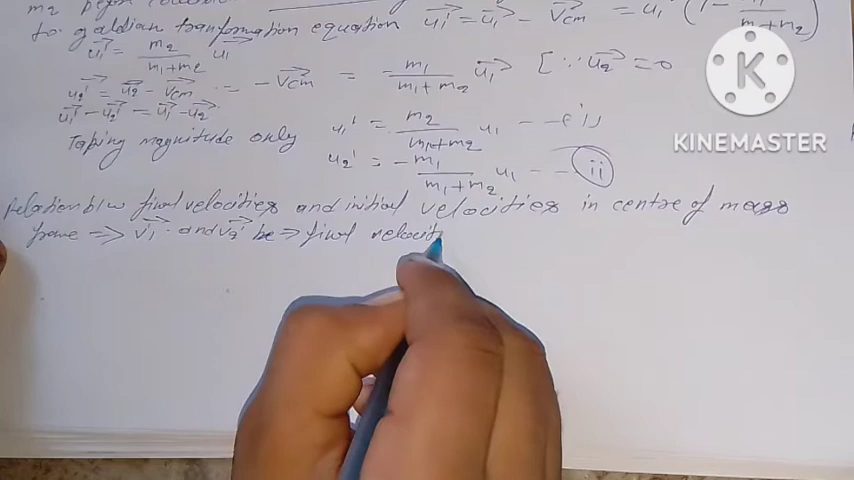 m₂ before
to galilian transformation equation u₁' = u₁ - Vcm = u₁ (1 - m₁/m₁+m₂)
u₁' = m₂/m₁+m₂ u₁
u₂' = u₂ - Vcm = - Vcm = -m₁/m₁+m₂ u₁ [∵ u₂ = 0
u₁' - u₂' = u₁ - u₂
Taking magnitude only u₁' = m₂/m₁+m₂ u₁ --- (i)
u₂' = -m₁/m₁+m₂ u₁ -- (ii)
Relation b/w final velocities and initial velocities in centre of mass
frame => v₁' and v₂' be => final velocit
KINEMASTER